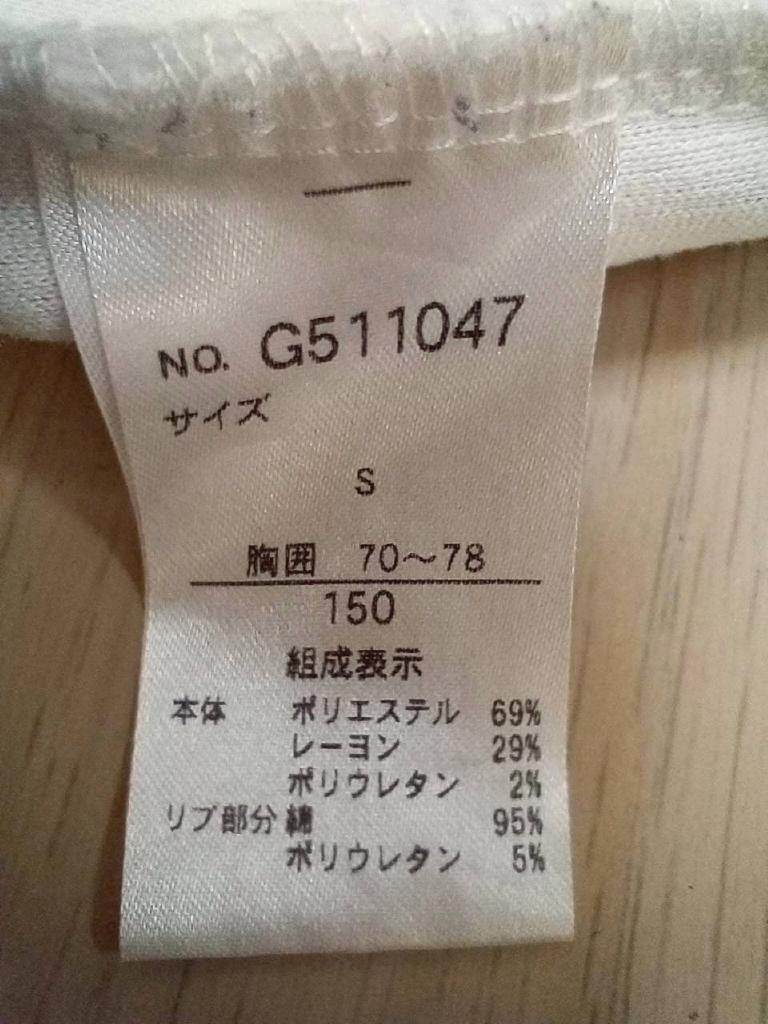 NO. G511047
サイズ
S
胸囲 70〜78
150
組成表示
本体 ポリエステル 69%
レーヨン 29%
ポリウレタン 2%
リブ部分 綿 95%
ポリウレタン 5%